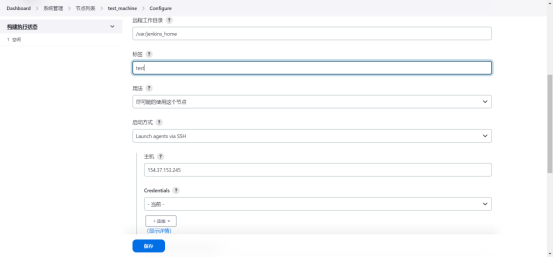 Dashboard > 系统管理 > 节点列表 > test_machine > Configure
构建执行状态
1 空闲
远程工作目录 ?
/var/jenkins_home
标签 ?
test
用法 ?
尽可能的使用这个节点
启动方式 ?
Launch agents via SSH
主机 ?
154.37.153.245
Credentials ?
- 当前 -
添加
(显示详情)
保存